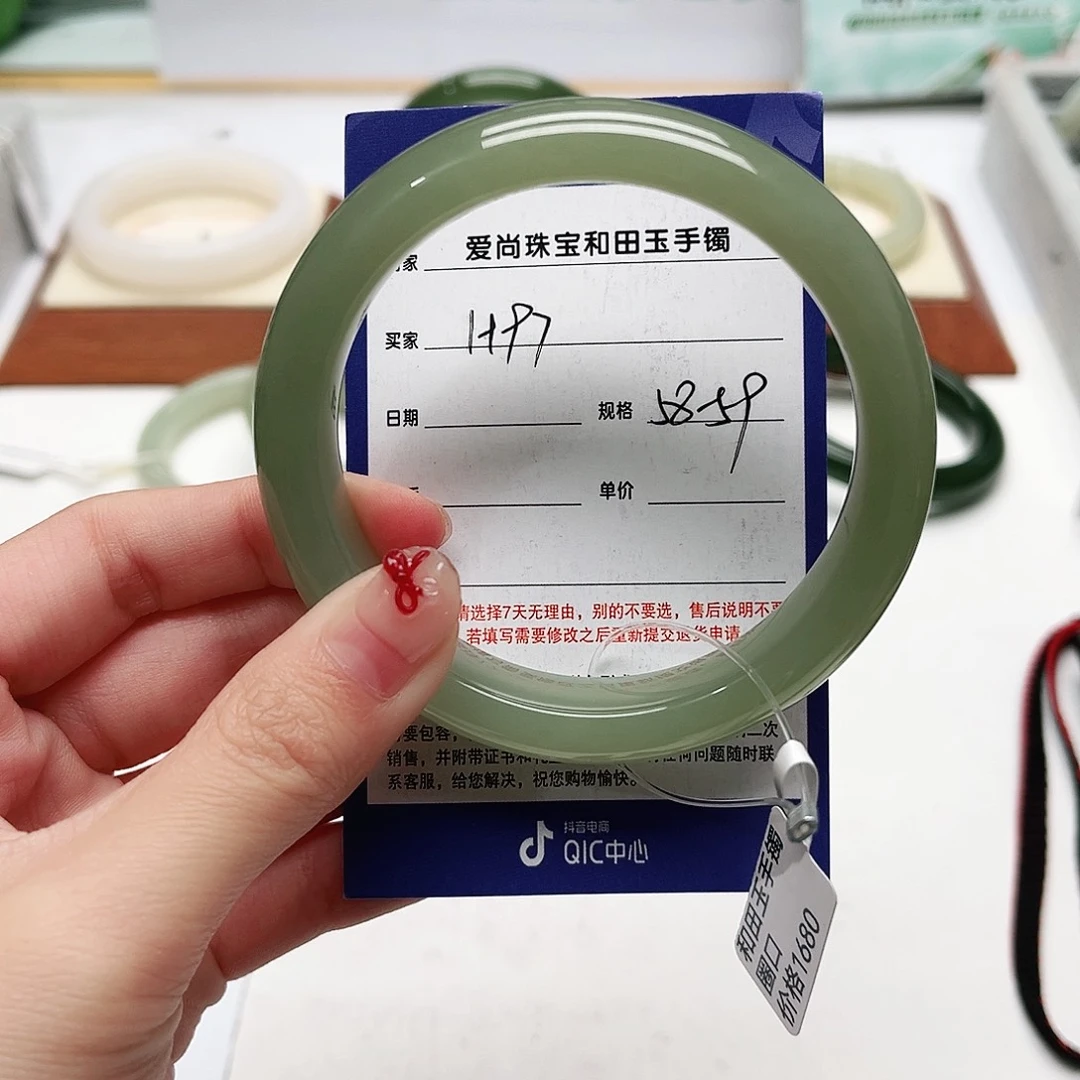 家 爱尚珠宝和田玉手镯
买家
日期 规格 58-59
单价
请选择7天无理由，别的不要选，售后说明不要
若填写需要修改之后重新提交退货申请
要包容，
二次
销售，并附带证书和
任何问题随时联
系客服，给您解决，祝您购物愉快。
抖音电商
QIC中心
和田玉手镯
圈口
价格1680